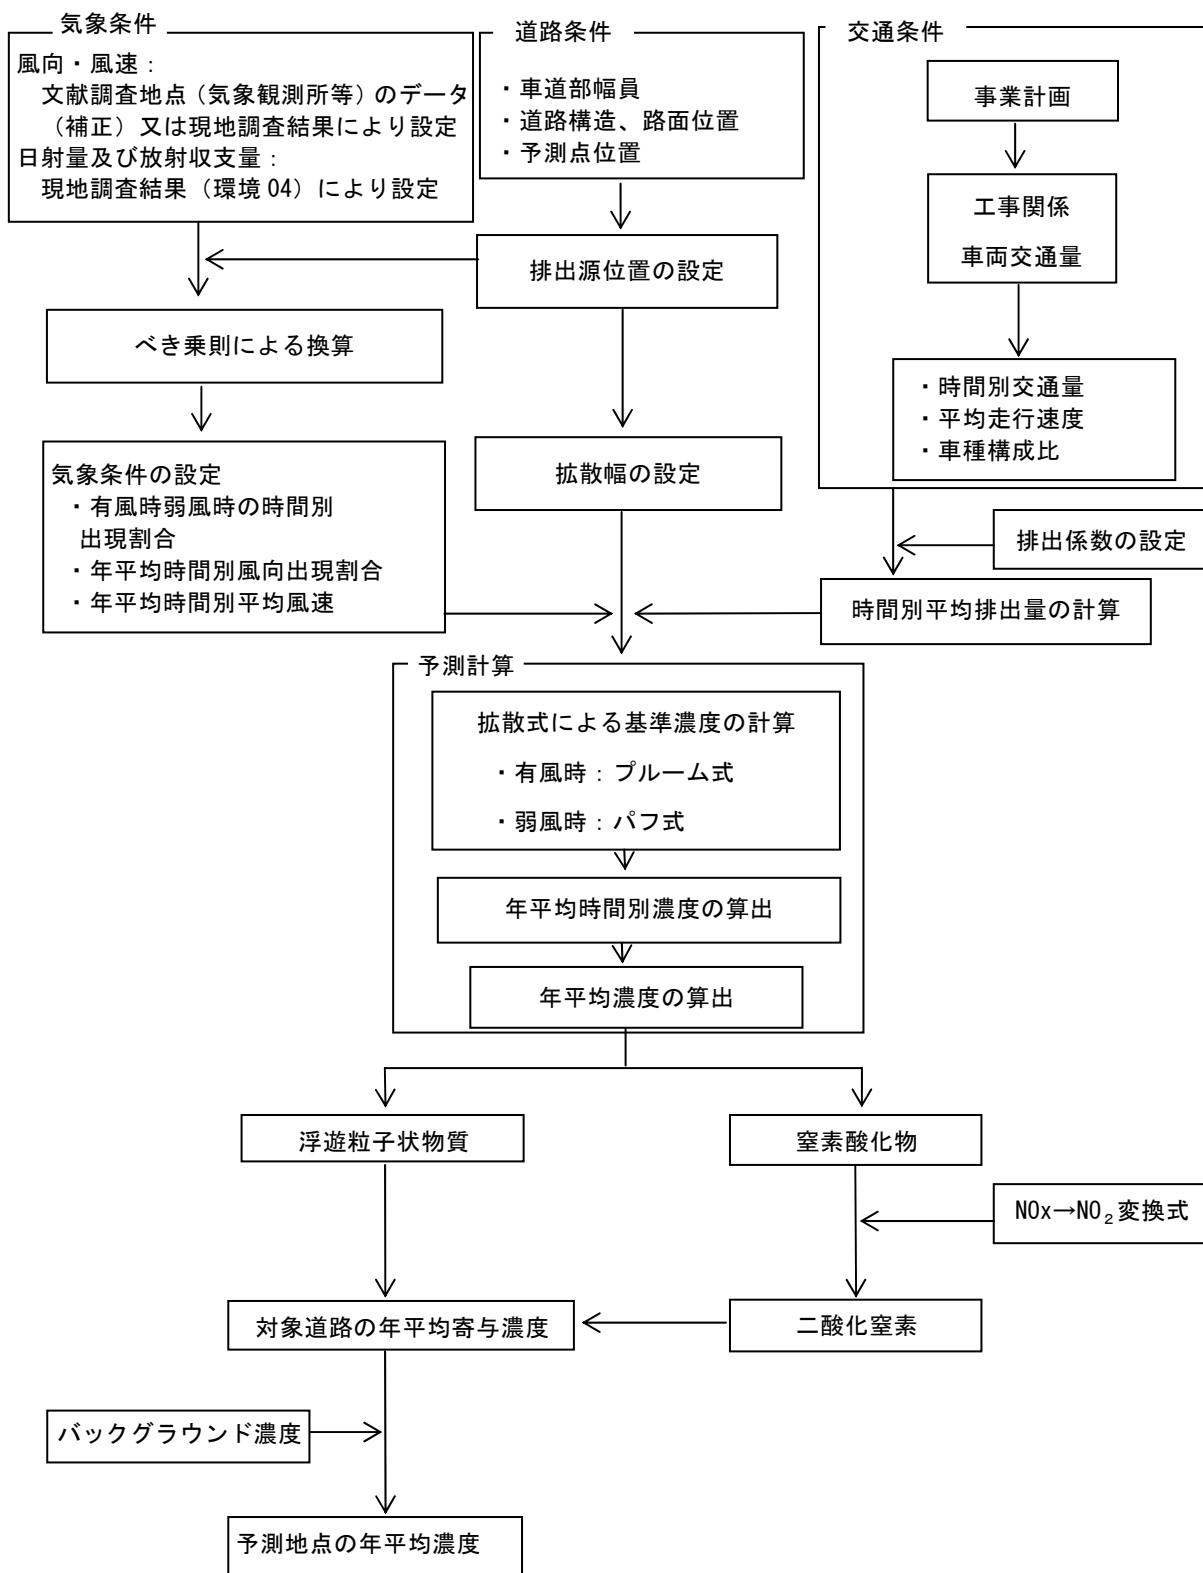 気象条件
風向・風速：
文献調査地点（気象観測所等）のデータ
（補正）又は現地調査結果により設定
日射量及び放射収支量：
現地調査結果（環境04）により設定
道路条件
・車道部幅員
・道路構造、路面位置
・予測点位置
交通条件
事業計画
工事関係
車両交通量
排出源位置の設定
べき乗則による換算
・時間別交通量
・平均走行速度
・車種構成比
気象条件の設定
・有風時弱風時の時間別
出現割合
・年平均時間別風向出現割合
・年平均時間別平均風速
拡散幅の設定
排出係数の設定
時間別平均排出量の計算
予測計算
拡散式による基準濃度の計算
・有風時：プルーム式
・弱風時：パフ式
年平均時間別濃度の算出
年平均濃度の算出
浮遊粒子状物質
窒素酸化物
NOx→NO₂変換式
対象道路の年平均寄与濃度
二酸化窒素
バックグラウンド濃度
予測地点の年平均濃度